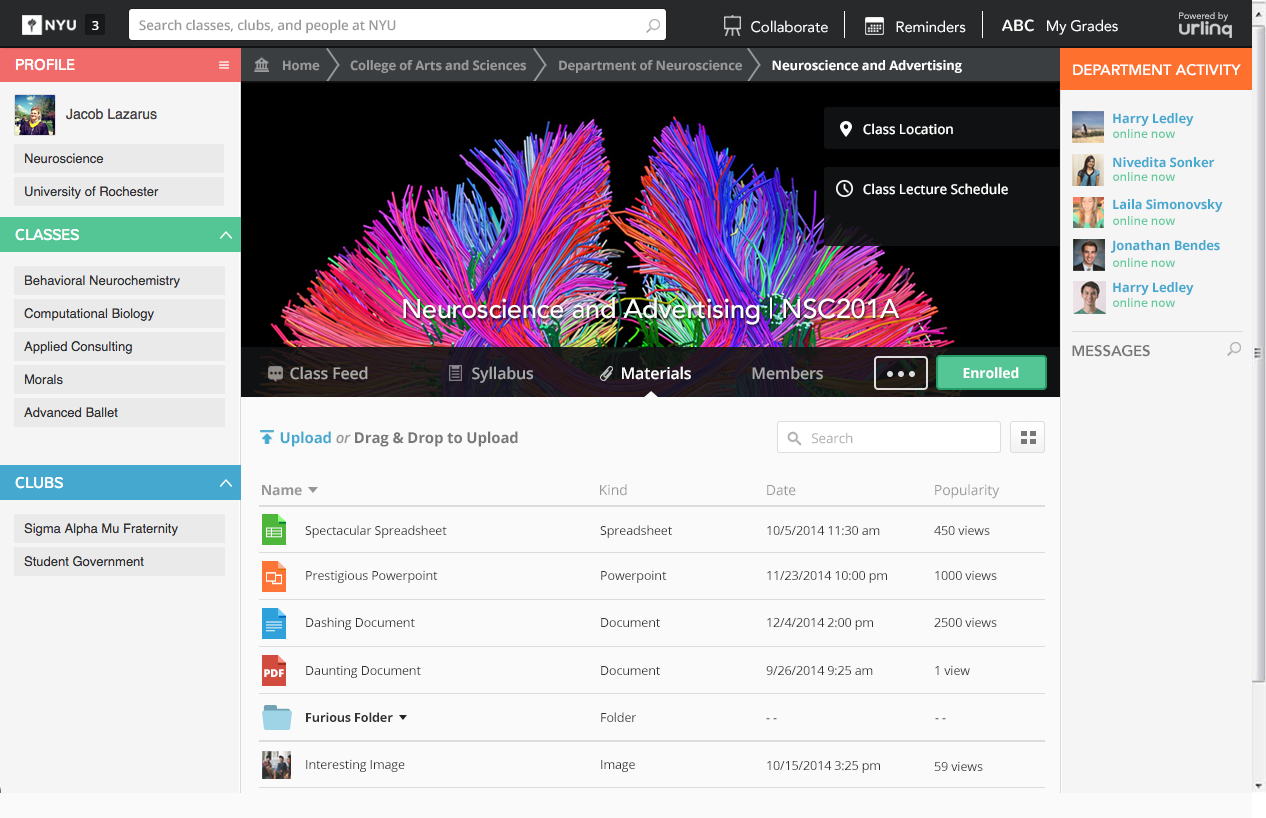 NYU 3 Search classes, clubs, and people at NYU Collaborate Reminders ABC My Grades Powered by urlinq
PROFILE
Jacob Lazarus
Neuroscience
University of Rochester
CLASSES
Behavioral Neurochemistry
Computational Biology
Applied Consulting
Morals
Advanced Ballet
CLUBS
Sigma Alpha Mu Fraternity
Student Government
Home College of Arts and Sciences Department of Neuroscience Neuroscience and Advertising
Class Location
Class Lecture Schedule
Neuroscience and Advertising | NSC201A
Class Feed Syllabus Materials Members Enrolled
Upload or Drag & Drop to Upload Search
Name Kind Date Popularity
Spectacular Spreadsheet Spreadsheet 10/5/2014 11:30 am 450 views
Prestigious Powerpoint Powerpoint 11/23/2014 10:00 pm 1000 views
Dashing Document Document 12/4/2014 2:00 pm 2500 views
PDF Daunting Document Document 9/26/2014 9:25 am 1 view
Furious Folder Folder -- --
Interesting Image Image 10/15/2014 3:25 pm 59 views
DEPARTMENT ACTIVITY
Harry Ledley
online now
Nivedita Sonker
online now
Laila Simonovsky
online now
Jonathan Bendes
online now
Harry Ledley
online now
MESSAGES